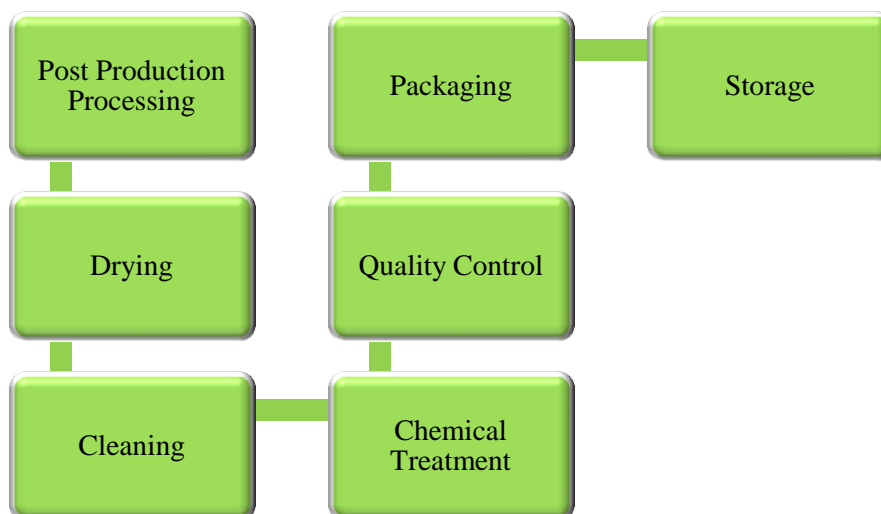 Post Production
Processing
Drying
Cleaning
Chemical
Treatment
Quality Control
Packaging
Storage